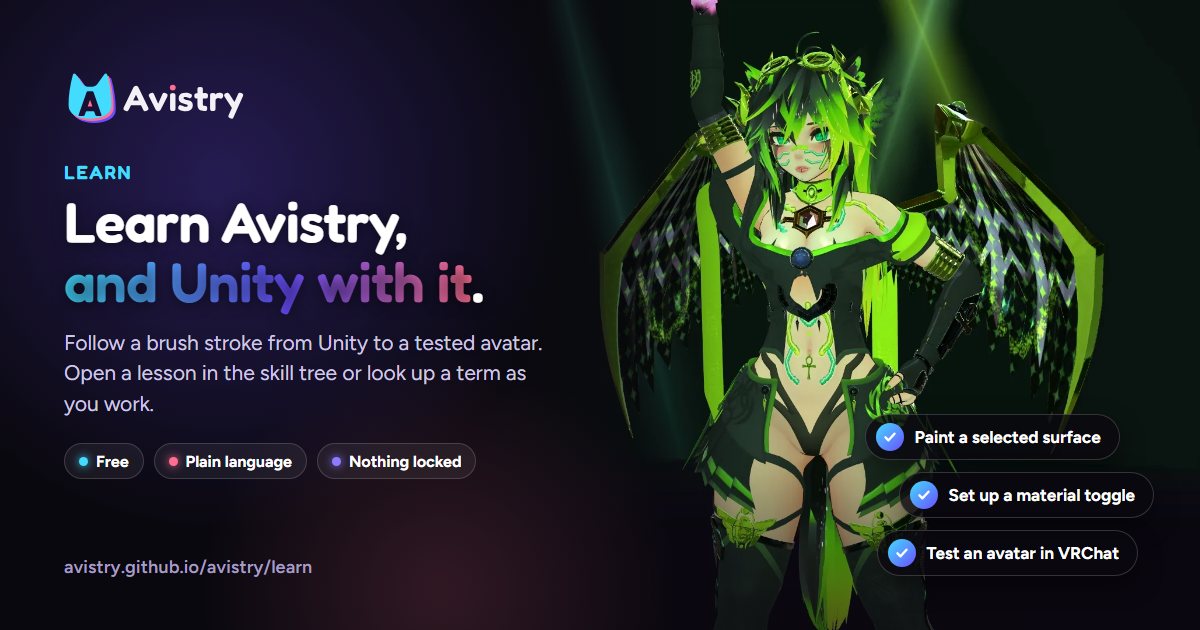 Avistry
LEARN
Learn Avistry,
and Unity with it.
Follow a brush stroke from Unity to a tested avatar.
Open a lesson in the skill tree or look up a term as
you work.
Free
Plain language
Nothing locked
avistry.github.io/avistry/learn
Paint a selected surface
Set up a material toggle
Test an avatar in VRChat